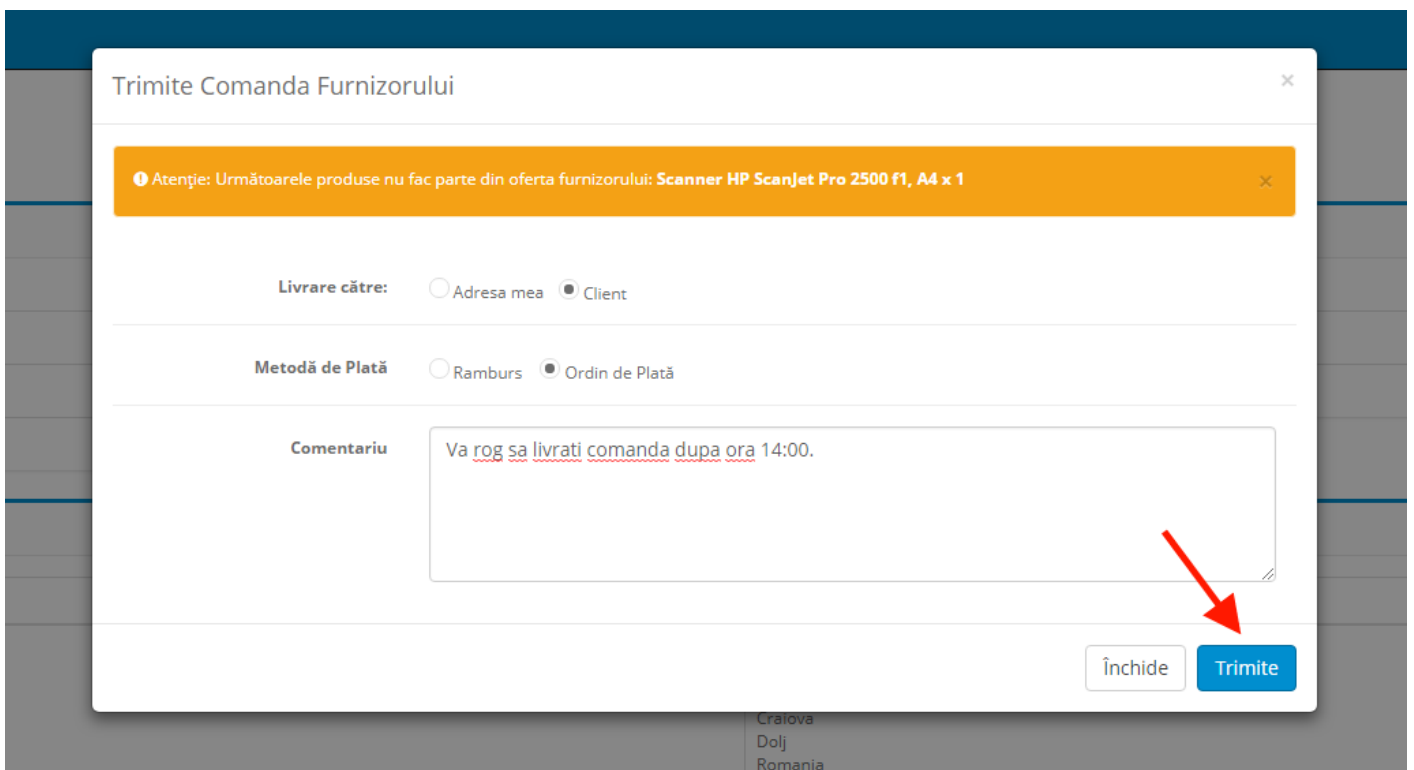 Trimite Comanda Furnizorului
×
Atenţie: Următoarele produse nu fac parte din oferta furnizorului: Scanner HP ScanJet Pro 2500 f1, A4 x 1
×
Livrare către: Adresa mea Client
Metodă de Plată Ramburs Ordin de Plată
Comentariu Va rog sa livrati comanda dupa ora 14:00.
Închide Trimite
Craiova
Dolj
Romania